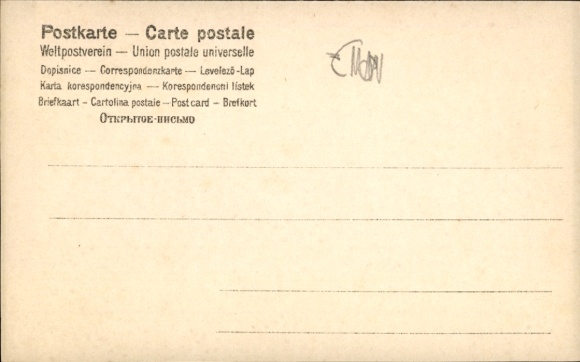 Postkarte — Carte postale
Weltpostverein — Union postale universelle
Dopisnice — Correspondenzkarte — Levelező-Lap
Karta korespondencyjna — Korespondencni lístek
Briefkaart – Cartolina postale – Post card – Brefkort
Открытое-письмо